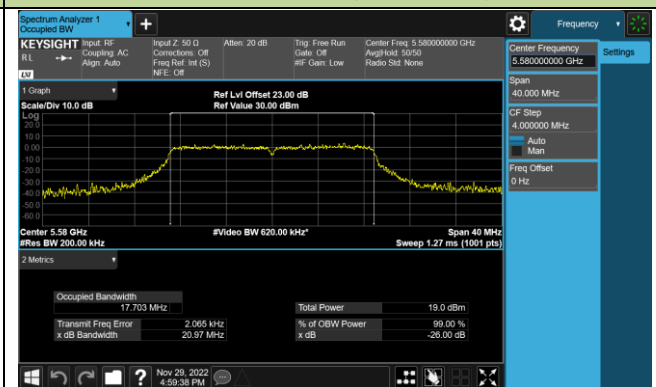 Spectrum Analyzer 1
Occupied BW
+
Frequency
KEYSIGHT
Input: RF
Coupling: AC
Align: Auto
Input Z: 50 Ω
Corrections: Off
Freq Ref: Int (S)
NFE: Off
Atten: 20 dB
Trig: Free Run
Gate: Off
#IF Gain: Low
Center Freq: 5.580000000 GHz
Avg|Hold: 50/50
Radio Std: None
RL
LXI
Center Frequency
5.580000000 GHz
Settings
Span
40.000 MHz
CF Step
4.000000 MHz
Auto
Man
Freq Offset
0 Hz
1 Graph
Scale/Div 10.0 dB
Ref Lvl Offset 23.00 dB
Ref Value 30.00 dBm
Log
20.0
10.0
0.00
-10.0
-20.0
-30.0
-40.0
-50.0
-60.0
Center 5.58 GHz
#Res BW 200.00 kHz
#Video BW 620.00 kHz*
Span 40 MHz
Sweep 1.27 ms (1001 pts)
2 Metrics
Occupied Bandwidth
17.703 MHz
Transmit Freq Error 2.065 kHz
x dB Bandwidth 20.97 MHz
Total Power 19.0 dBm
% of OBW Power 99.00 %
x dB -26.00 dB
?
Nov 29, 2022
4:59:38 PM